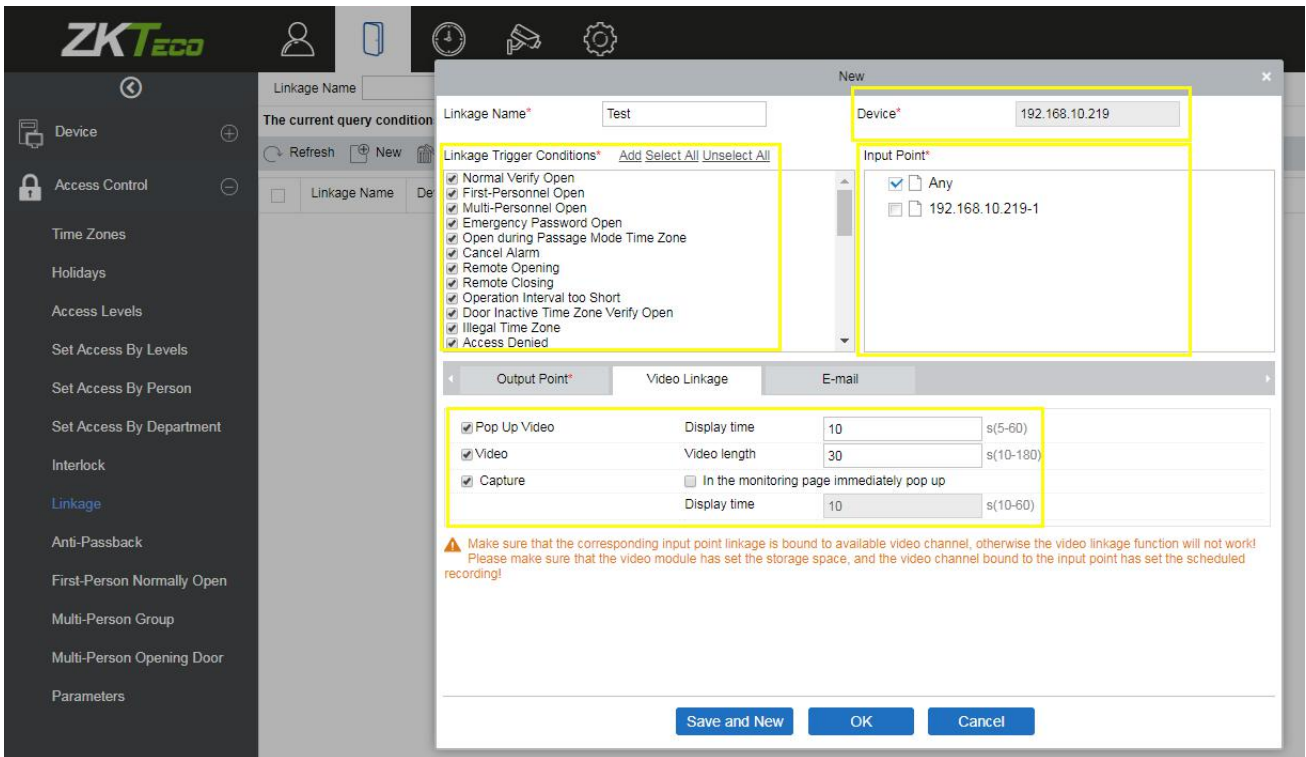 ZKTeco
Linkage Name
The current query condition
Refresh New
Linkage Name De
Device
Access Control
Time Zones
Holidays
Access Levels
Set Access By Levels
Set Access By Person
Set Access By Department
Interlock
Linkage
Anti-Passback
First-Person Normally Open
Multi-Person Group
Multi-Person Opening Door
Parameters
New
Linkage Name* Test Device* 192.168.10.219
Linkage Trigger Conditions* Add Select All Unselect All Input Point*
Normal Verify Open
First-Personnel Open
Multi-Personnel Open
Emergency Password Open
Open during Passage Mode Time Zone
Cancel Alarm
Remote Opening
Remote Closing
Operation Interval too Short
Door Inactive Time Zone Verify Open
Illegal Time Zone
Access Denied
Any
192.168.10.219-1
Output Point* Video Linkage E-mail
Pop Up Video Display time 10 s(5-60)
Video Video length 30 s(10-180)
Capture In the monitoring page immediately pop up
Display time 10 s(10-60)
Make sure that the corresponding input point linkage is bound to available video channel, otherwise the video linkage function will not work!
Please make sure that the video module has set the storage space, and the video channel bound to the input point has set the scheduled
recording!
Save and New OK Cancel